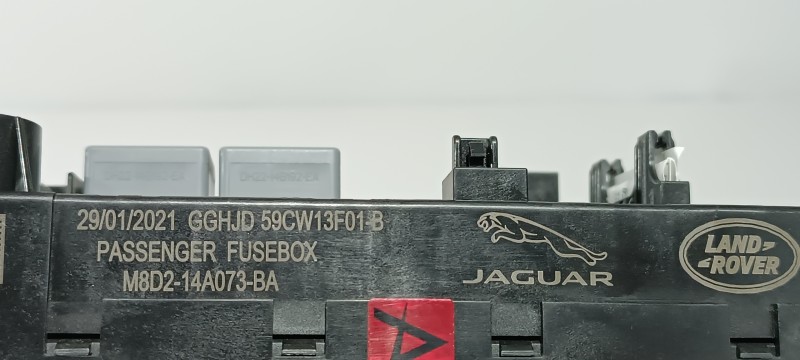 29/01/2021 GGHJD 59CW13F01-B
PASSENGER FUSEBOX
M8D2-14A073-BA
JAGUAR
LAND-
-ROVER
A